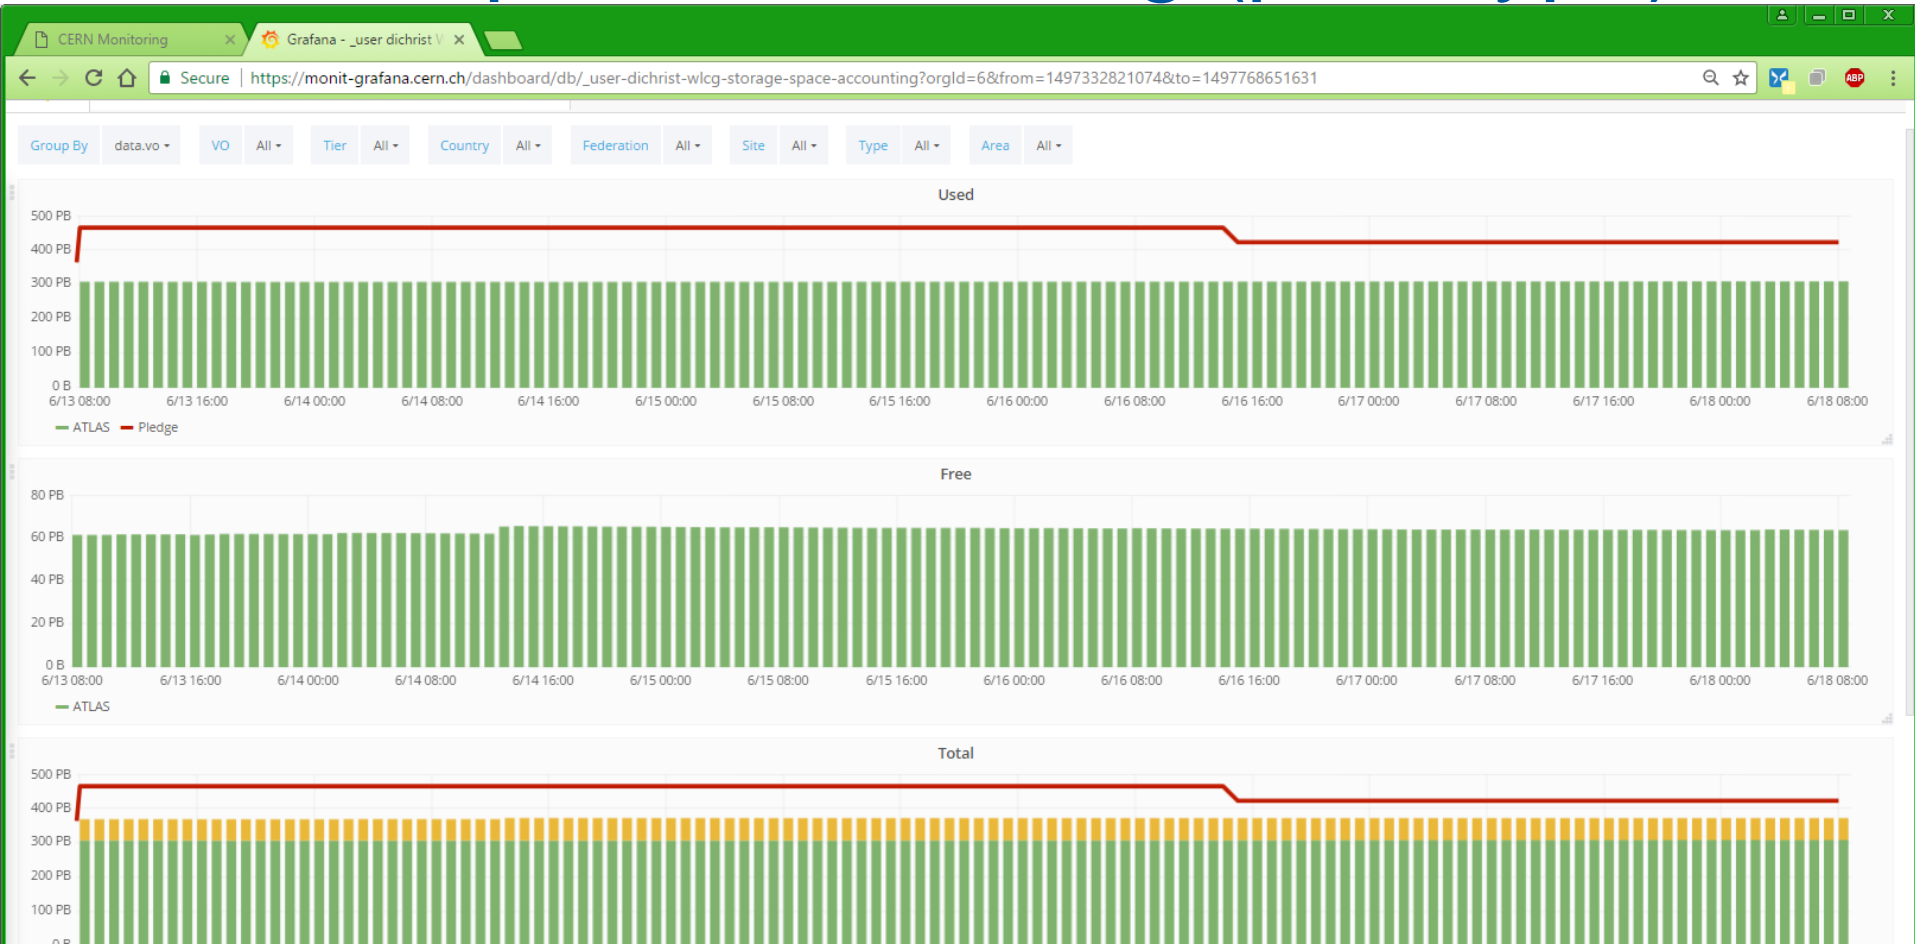 CERN Monitoring
Grafana - _user dichrist
Secure | https://monit-grafana.cern.ch/dashboard/db/_user-dichrist-wlcg-storage-space-accounting?orgId=6&from=1497332821074&to=1497768651631
ABP
Group By data.vo VO All Tier All Country All Federation All Site All Type All Area All
Used
500 PB
400 PB
300 PB
200 PB
100 PB
0 B
6/13 08:00 6/13 16:00 6/14 00:00 6/14 08:00 6/14 16:00 6/15 00:00 6/15 08:00 6/15 16:00 6/16 00:00 6/16 08:00 6/16 16:00 6/17 00:00 6/17 08:00 6/17 16:00 6/18 00:00 6/18 08:00
ATLAS Pledge
Free
80 PB
60 PB
40 PB
20 PB
0 B
6/13 08:00 6/13 16:00 6/14 00:00 6/14 08:00 6/14 16:00 6/15 00:00 6/15 08:00 6/15 16:00 6/16 00:00 6/16 08:00 6/16 16:00 6/17 00:00 6/17 08:00 6/17 16:00 6/18 00:00 6/18 08:00
ATLAS
Total
500 PB
400 PB
300 PB
200 PB
100 PB
0 B